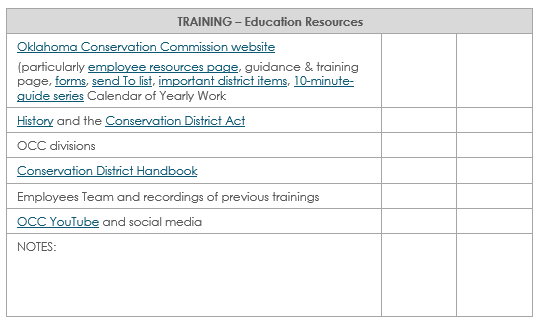 TRAINING – Education Resources
Oklahoma Conservation Commission website
(particularly employee resources page, guidance & training
page, forms, send To list, important district items, 10-minute-
guide series Calendar of Yearly Work
History and the Conservation District Act
OCC divisions
Conservation District Handbook
Employees Team and recordings of previous trainings
OCC YouTube and social media
NOTES: